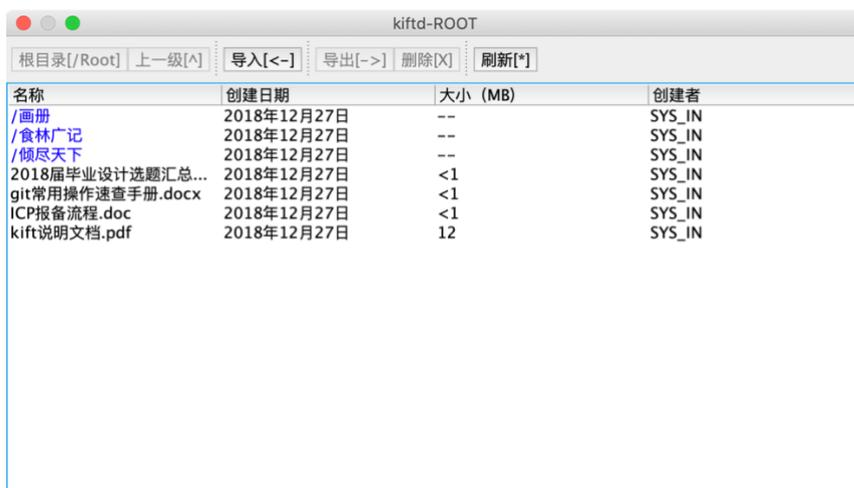 kiftd-ROOT
根目录[/Root] 上一级[^] 导入[<-] 导出[->] 删除[X] 刷新[*]
名称 创建日期 大小（MB） 创建者
/画册 2018年12月27日 -- SYS_IN
/食林广记 2018年12月27日 -- SYS_IN
/倾尽天下 2018年12月27日 -- SYS_IN
2018届毕业设计选题汇总... 2018年12月27日 <1 SYS_IN
git常用操作速查手册.docx 2018年12月27日 <1 SYS_IN
ICP报备流程.doc 2018年12月27日 <1 SYS_IN
kift说明文档.pdf 2018年12月27日 12 SYS_IN